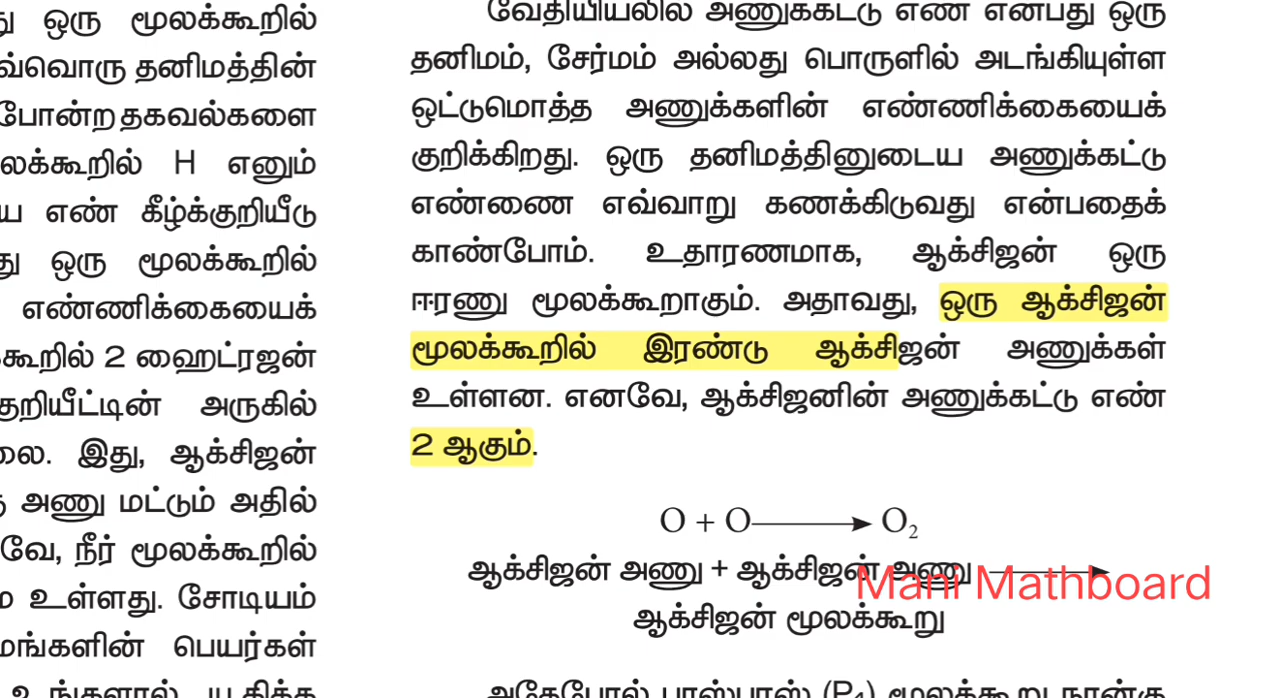 து ஒரு மூலக்கூறில்
வ்வொரு தனிமத்தின்
போன்ற தகவல்களை
லக்கூறில் H எனும்
ய எண் கீழ்க்குறியீடு
து ஒரு மூலக்கூறில்
எண்ணிக்கையைக்
கூறில் 2 ஹைட்ரஜன்
குறியீட்டின் அருகில்
லை. இது, ஆக்சிஜன்
அணு மட்டும் அதில்
வே, நீர் மூலக்கூறில்
உள்ளது. சோடியம்
மங்களின் பெயர்கள்
வேதியியலில் அணுக்கட்டு எண் என்பது ஒரு
தனிமம், சேர்மம் அல்லது பொருளில் அடங்கியுள்ள
ஒட்டுமொத்த அணுக்களின் எண்ணிக்கையைக்
குறிக்கிறது. ஒரு தனிமத்தினுடைய அணுக்கட்டு
எண்ணை எவ்வாறு கணக்கிடுவது என்பதைக்
காண்போம். உதாரணமாக, ஆக்சிஜன் ஒரு
ஈரணு மூலக்கூறாகும். அதாவது, ஒரு ஆக்சிஜன்
மூலக்கூறில் இரண்டு ஆக்சிஜன் அணுக்கள்
உள்ளன. எனவே, ஆக்சிஜனின் அணுக்கட்டு எண்
2 ஆகும்.
O + O ⟶ O₂
ஆக்சிஜன் அணு + ஆக்சிஜன் அணு ⟶
Mani Mathboard
ஆக்சிஜன் மூலக்கூறு
அதேபோல் பாஸ்பரஸ் (P₄) மூலக்கூறு நான்கு